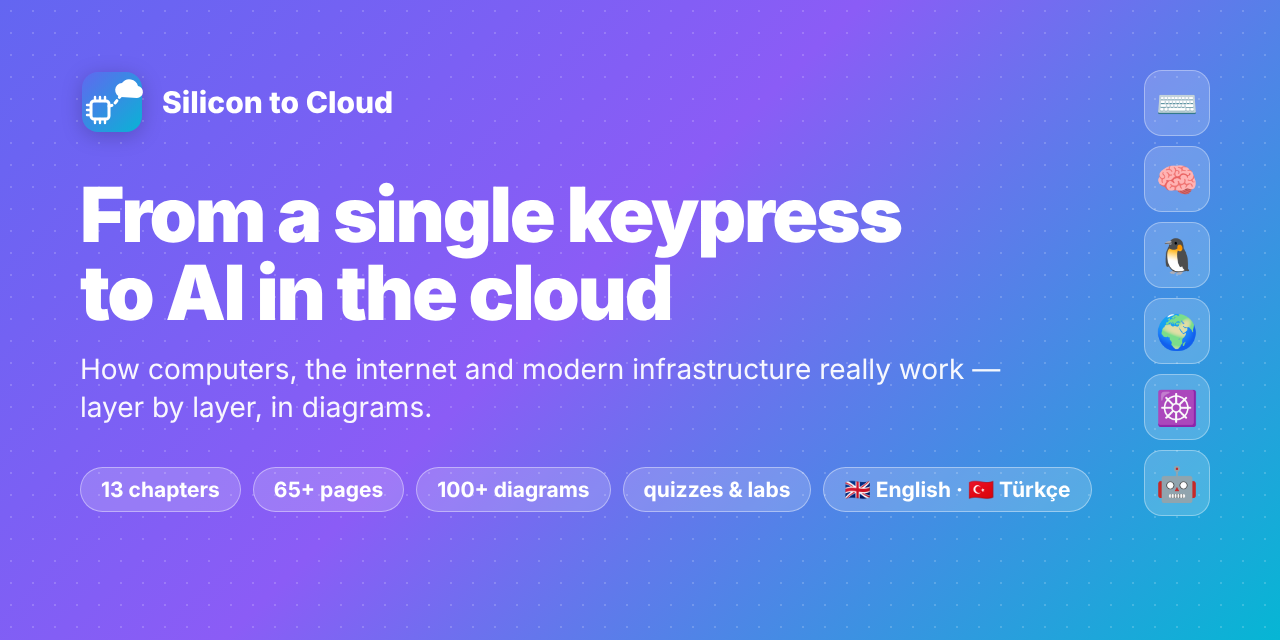 Silicon to Cloud
From a single keypress
to AI in the cloud
How computers, the internet and modern infrastructure really work —
layer by layer, in diagrams.
13 chapters
65+ pages
100+ diagrams
quizzes & labs
🇬🇧 English · 🇹🇷 Türkçe